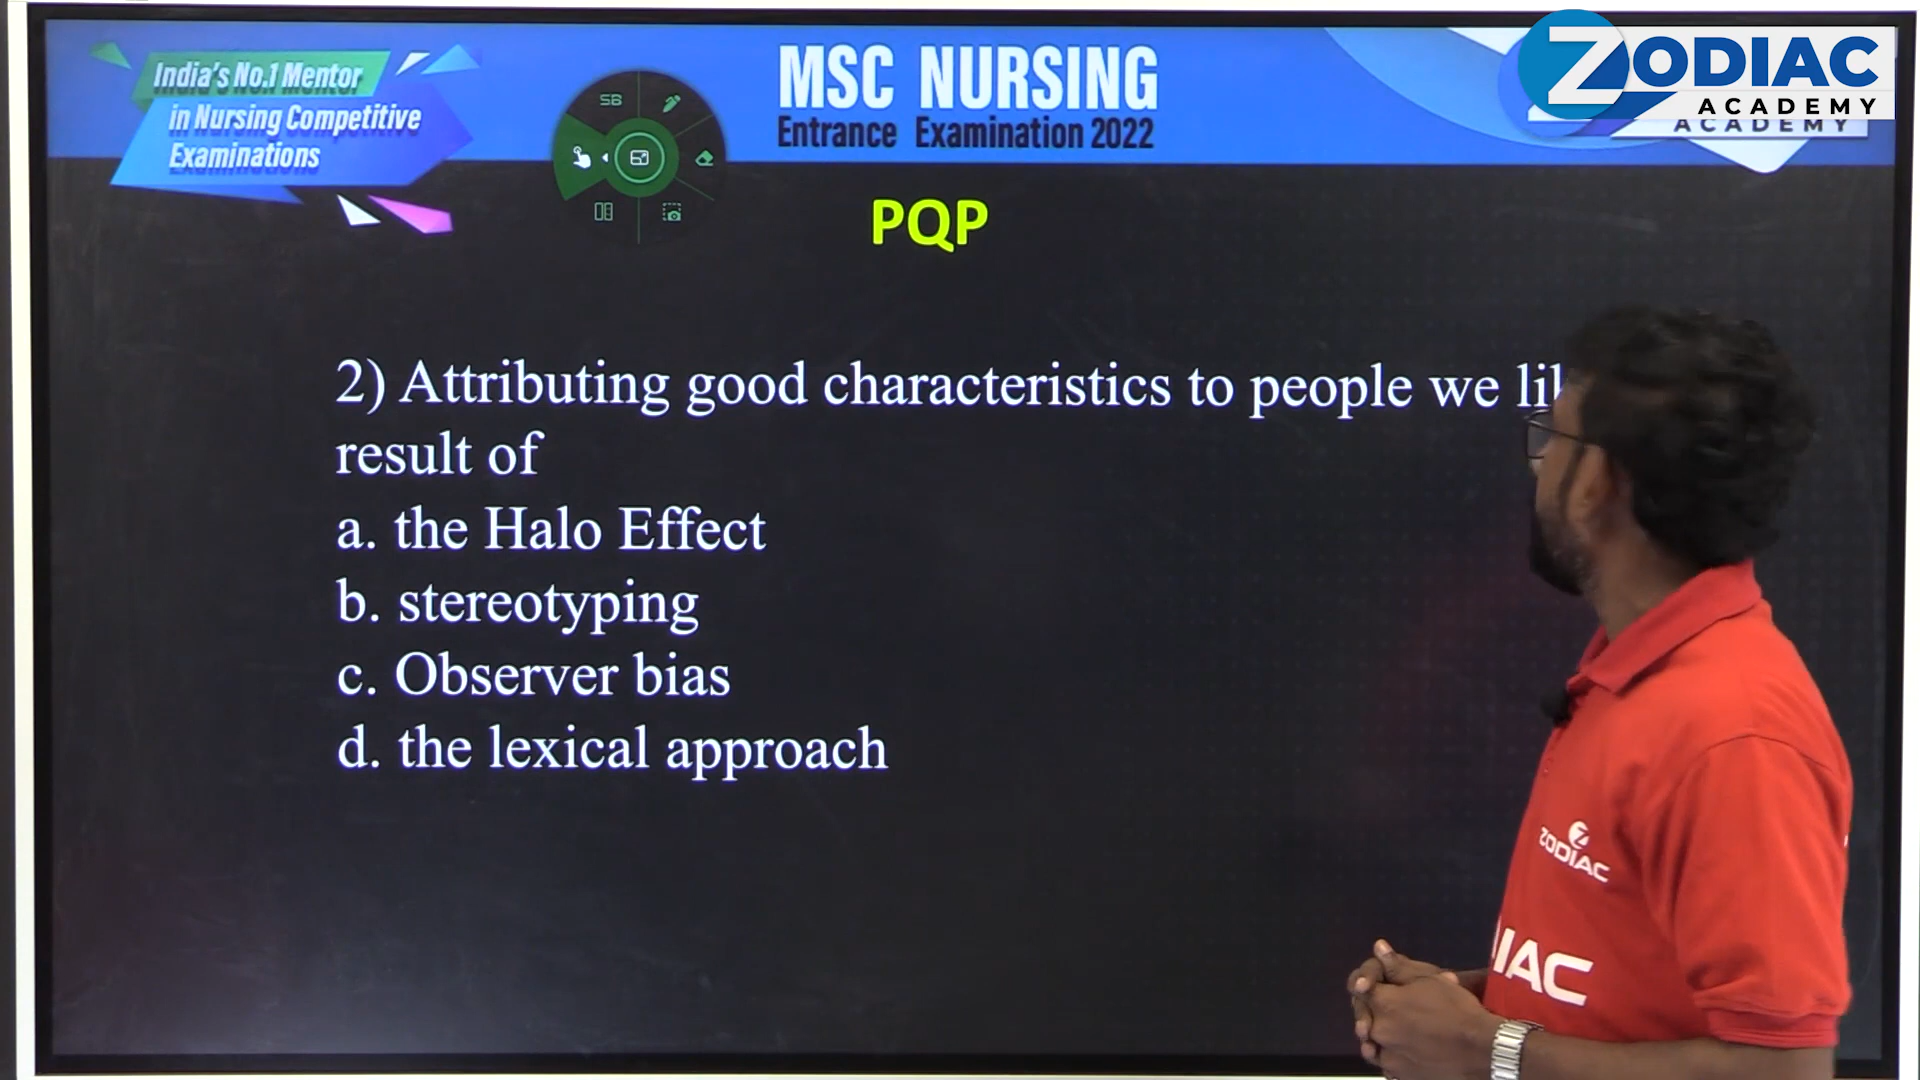 India's No.1 Mentor
in Nursing Competitive
Examinations
SB
MSC NURSING
Entrance Examination 2022
ZODIAC
ACADEMY
ACADEMY
PQP
2) Attributing good characteristics to people we
result of
a. the Halo Effect
b. stereotyping
c. Observer bias
d. the lexical approach
ZODIAC
IAC